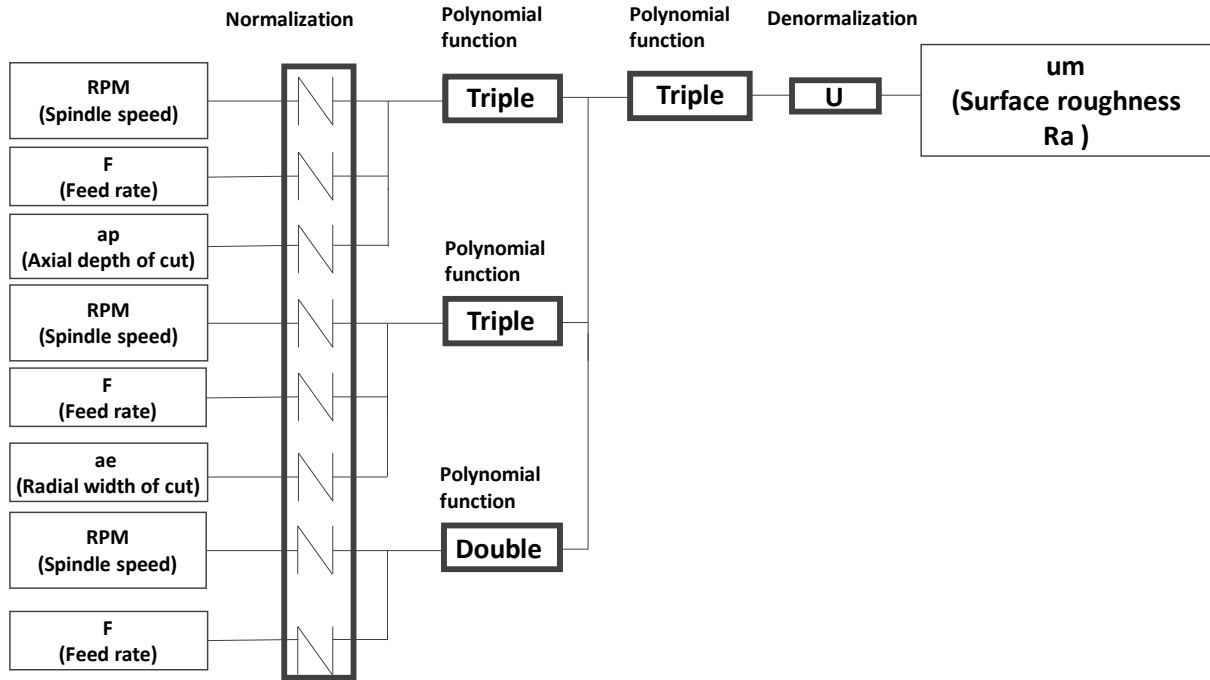 Normalization
Polynomial
function
Polynomial
function
Denormalization
RPM
(Spindle speed)
Triple
Triple
U
um
(Surface roughness
Ra )
F
(Feed rate)
ap
(Axial depth of cut)
Polynomial
function
RPM
(Spindle speed)
Triple
F
(Feed rate)
ae
(Radial width of cut)
Polynomial
function
RPM
(Spindle speed)
Double
F
(Feed rate)